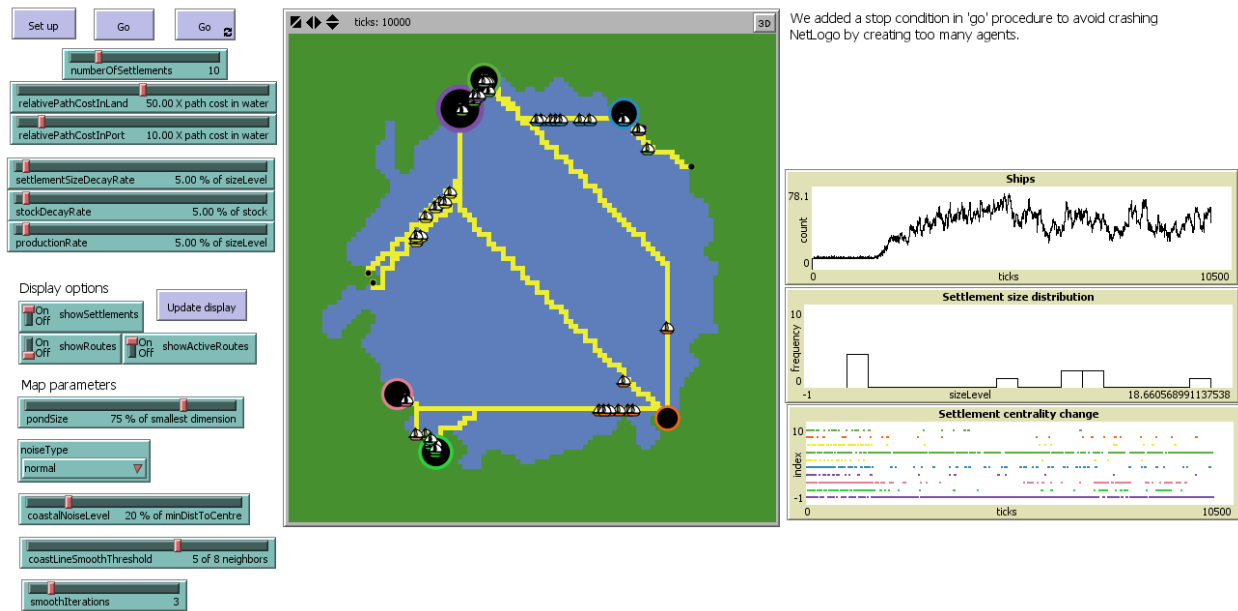 Set up
Go
Go
numberOfSettlements 10
relativePathCostInLand 50.00 X path cost in water
relativePathCostInPort 10.00 X path cost in water
settlementSizeDecayRate 5.00 % of sizeLevel
stockDecayRate 5.00 % of stock
productionRate 5.00 % of sizeLevel
Display options
On
Off
showSettlements
Update display
On
Off
showRoutes
On
Off
showActiveRoutes
Map parameters
pondSize 75 % of smallest dimension
noiseType
normal
coastalNoiseLevel 20 % of minDistToCentre
coastLineSmoothThreshold 5 of 8 neighbors
smoothIterations 3
ticks: 10000
3D
We added a stop condition in 'go' procedure to avoid crashing
NetLogo by creating too many agents.
Ships
78.1
count
0
0 ticks 10500
Settlement size distribution
10
frequency
0
-1 sizeLevel 18.660568991137538
Settlement centrality change
10
index
-1
0 ticks 10500